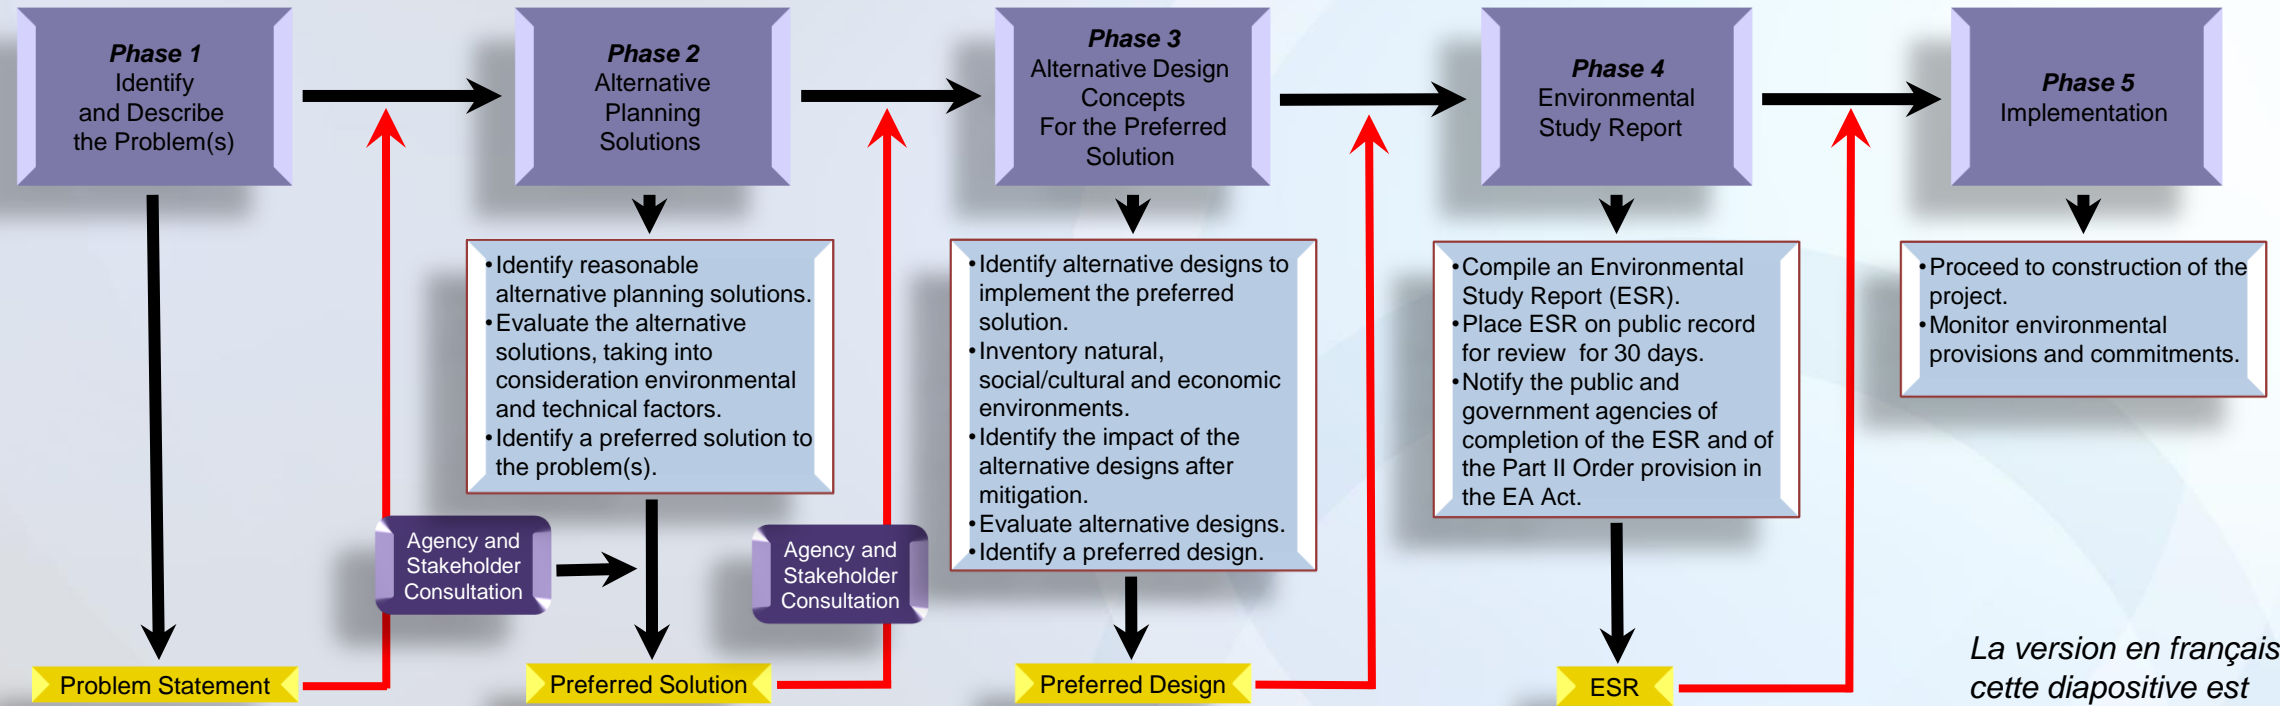 Phase 1
Identify
and Describe
the Problem(s)
Phase 2
Alternative
Planning
Solutions
Phase 3
Alternative Design
Concepts
For the Preferred
Solution
Phase 4
Environmental
Study Report
Phase 5
Implementation
•Identify reasonable
alternative planning solutions.
•Evaluate the alternative
solutions, taking into
consideration environmental
and technical factors.
•Identify a preferred solution to
the problem(s).
•Identify alternative designs to
implement the preferred
solution.
•Inventory natural,
social/cultural and economic
environments.
•Identify the impact of the
alternative designs after
mitigation.
•Evaluate alternative designs.
•Identify a preferred design.
•Compile an Environmental
Study Report (ESR).
•Place ESR on public record
for review for 30 days.
•Notify the public and
government agencies of
completion of the ESR and of
the Part II Order provision in
the EA Act.
•Proceed to construction of the
project.
•Monitor environmental
provisions and commitments.
Agency and
Stakeholder
Consultation
Agency and
Stakeholder
Consultation
Problem Statement
Preferred Solution
Preferred Design
ESR
La version en français
cette diapositive est